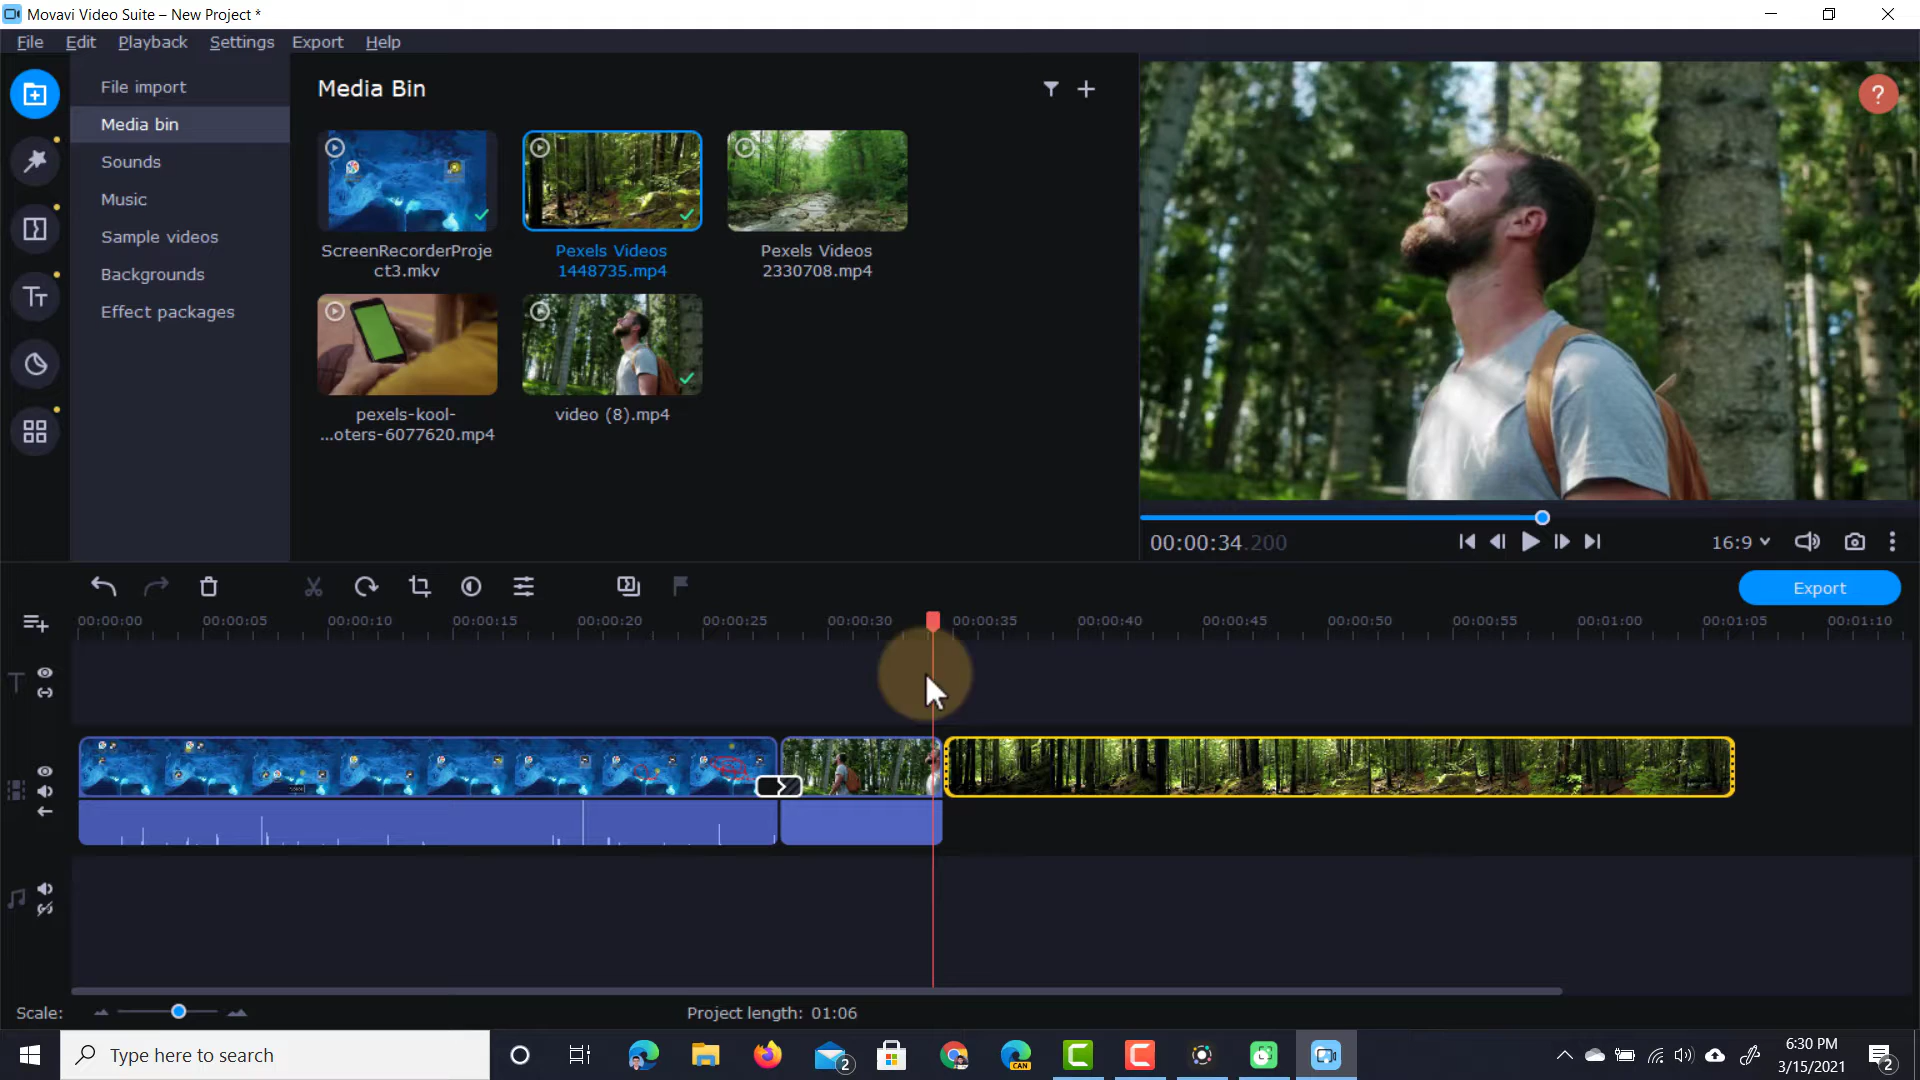 Movavi Video Suite – New Project *
File Edit Playback Settings Export Help
File import
Media bin
Sounds
Music
Sample videos
Backgrounds
Effect packages
Media Bin
ScreenRecorderProje
ct3.mkv
Pexels Videos
1448735.mp4
Pexels Videos
2330708.mp4
pexels-kool-
...oters-6077620.mp4
video (8).mp4
?
00:00:34.200
16:9
Export
00:00:00 00:00:05 00:00:10 00:00:15 00:00:20 00:00:25 00:00:30 00:00:35 00:00:40 00:00:45 00:00:50 00:00:55 00:01:00 00:01:05 00:01:10
Scale:
Project length: 01:06
Type here to search
2
CAN
6:30 PM
3/15/2021
2